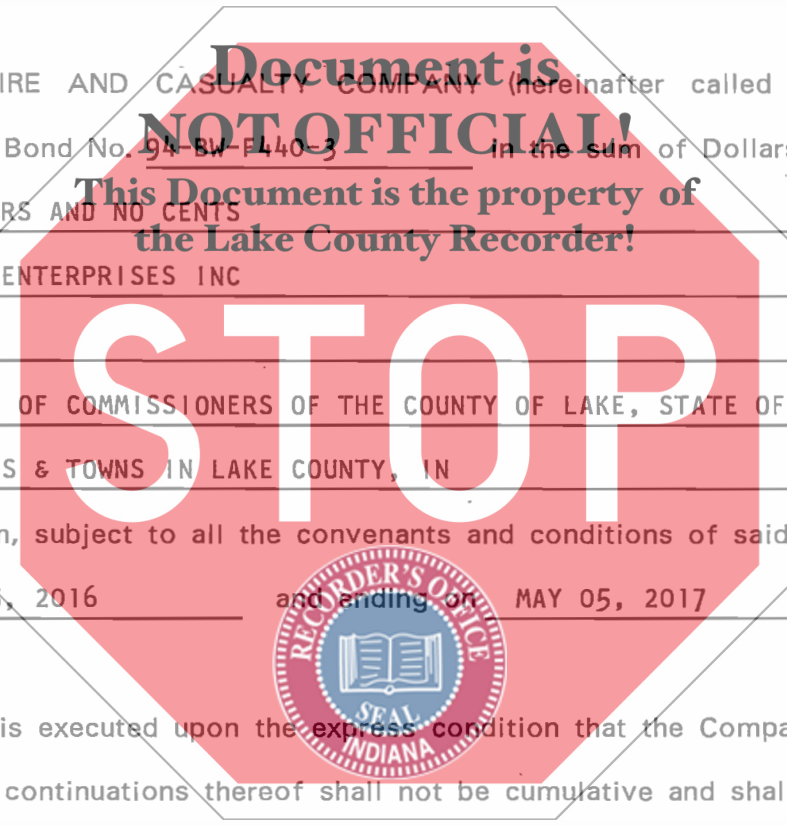 Document is
IRE AND CASUALTY COMPANY (hereinafter called
NOT OFFICIAL!
Bond No. 94-BW-F440-3 in the sum of Dollars
This Document is the property of
RS AND NO CENTS
the Lake County Recorder!
ENTERPRISES INC
STOP
OF COMMISSIONERS OF THE COUNTY OF LAKE, STATE OF
S & TOWNS IN LAKE COUNTY, IN
, subject to all the convenants and conditions of said
, 2016 and ending on MAY 05, 2017
RECORDER'S OFFICE
SEAL
INDIANA
is executed upon the express condition that the Compa
continuations thereof shall not be cumulative and shal